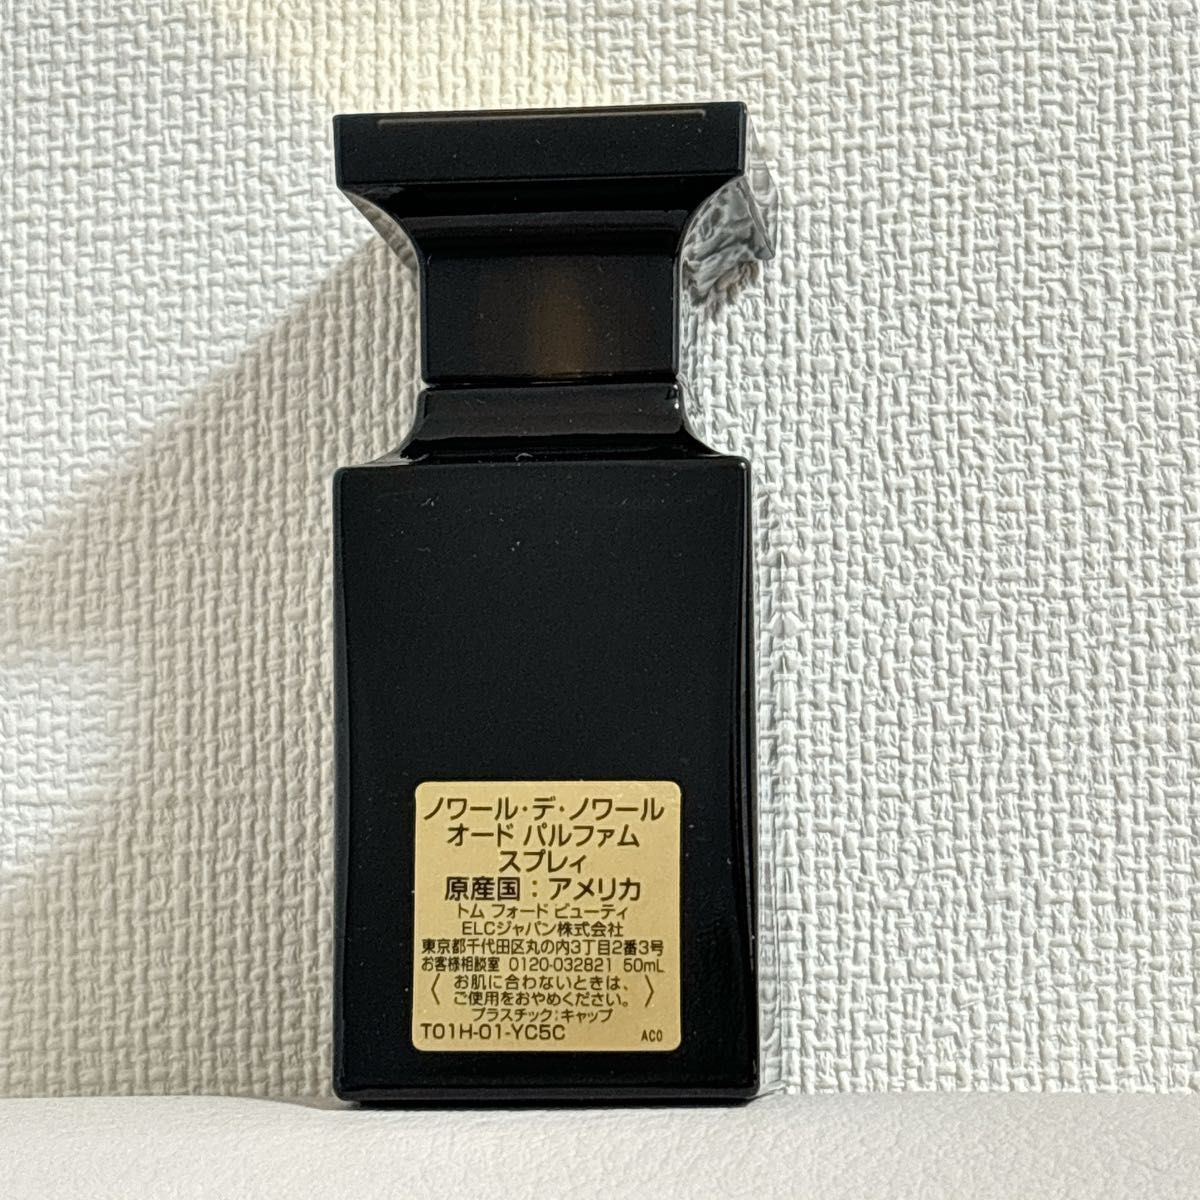 ノワール・デ・ノワール
オード パルファム
スプレィ
原産国：アメリカ
トム フォード ビューティ
ELCジャパン株式会社
東京都千代田区丸の内3丁目2番3号
お客様相談室 0120-032821 50mL
〈 お肌に合わないときは、
ご使用をおやめください。 〉
プラスチック：キャップ
T01H-01-YC5C AC0